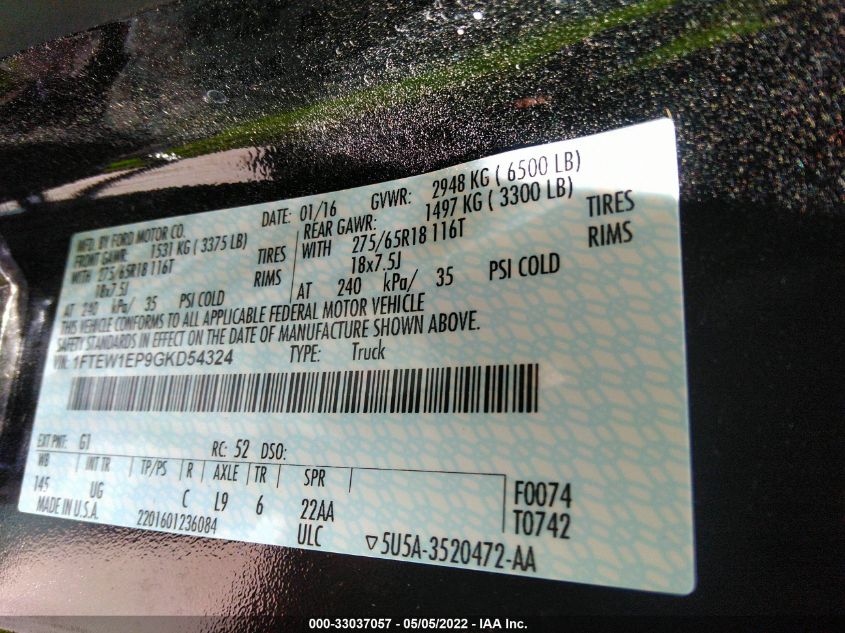 MFD. BY FORD MOTOR CO. DATE: 01/16 GVWR: 2948 KG ( 6500 LB)
FRONT GAWR: 1531 KG ( 3375 LB) REAR GAWR: 1497 KG ( 3300 LB)
WITH 275/65R18 116T TIRES WITH 275/65R18 116T TIRES
18x7.5J RIMS 18x7.5J RIMS
AT 240 kPa/ 35 PSI COLD AT 240 kPa/ 35 PSI COLD
THIS VEHICLE CONFORMS TO ALL APPLICABLE FEDERAL MOTOR VEHICLE
SAFETY STANDARDS IN EFFECT ON THE DATE OF MANUFACTURE SHOWN ABOVE.
VIN: 1FTEW1EP9GKD54324 TYPE: Truck
EXT PNT: G1 RC: 52 DSO:
WB INT TR TP/PS R AXLE TR SPR F0074
145 UG C L9 6 22AA T0742
MADE IN U.S.A. 2201601236084 ULC ▽5U5A-3520472-AA
000-33037057 - 05/05/2022 - IAA Inc.